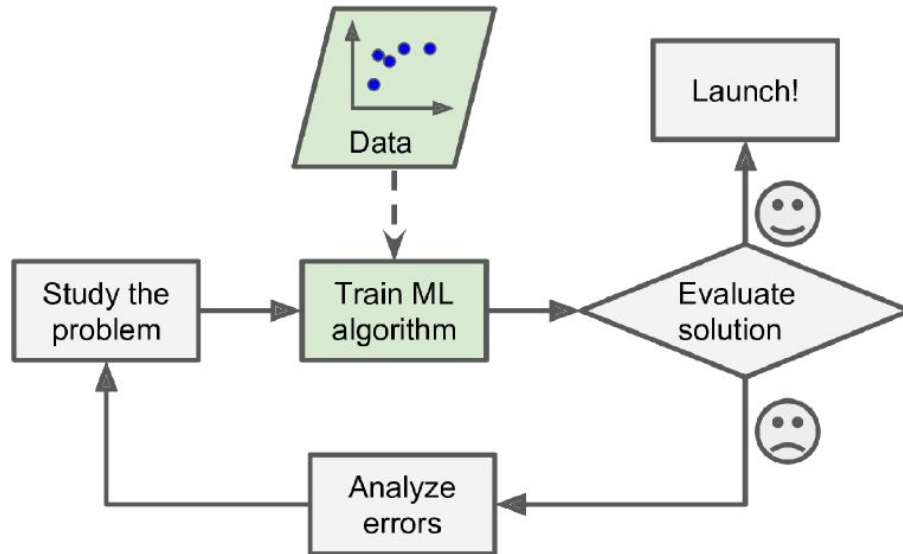 Data
Launch!
Study the
problem
Train ML
algorithm
Evaluate
solution
Analyze
errors